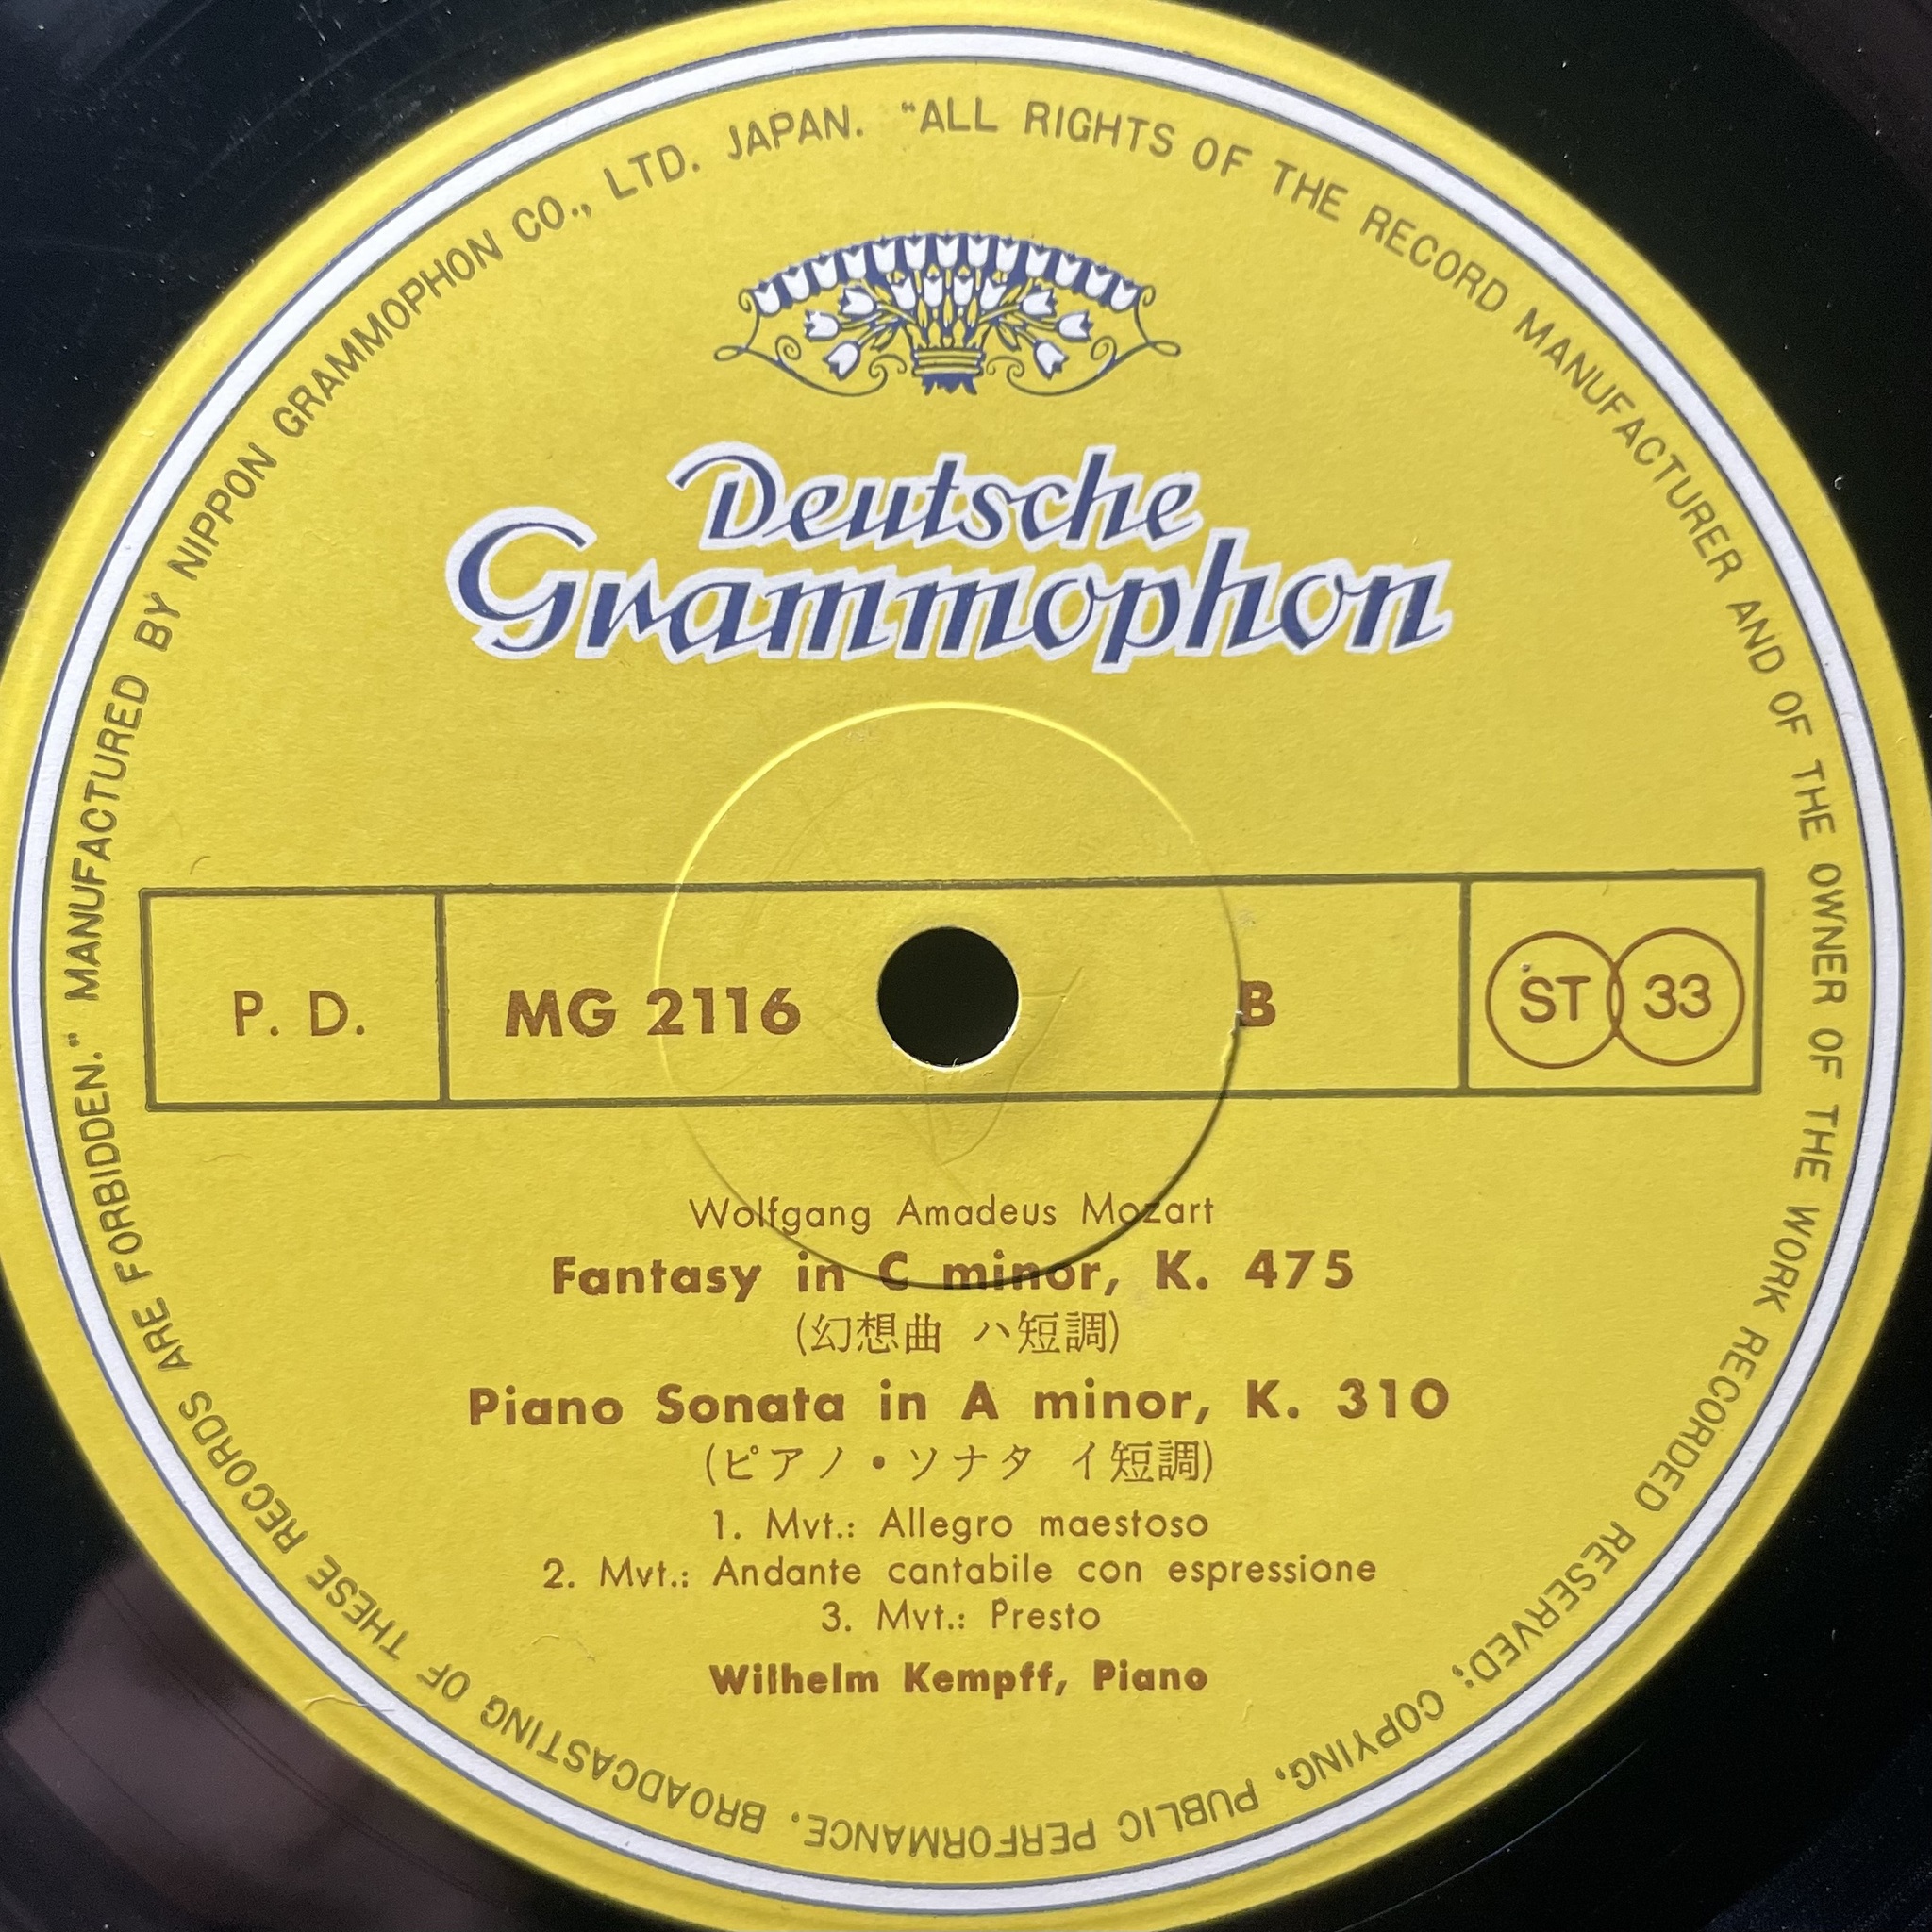 MANUFACTURED BY NIPPON GRAMMOPHON CO., LTD. JAPAN. "ALL RIGHTS OF THE RECORD MANUFACTURER AND OF THE OWNER OF THE WORK RECORDED RESERVED; COPYING, PUBLIC PERFORMANCE, BROADCASTING OF THESE RECORDS ARE FORBIDDEN."
Deutsche
Grammophon
P. D. MG 2116 B ST 33
Wolfgang Amadeus Mozart
Fantasy in C minor, K. 475
(幻想曲 ハ短調)
Piano Sonata in A minor, K. 310
(ピアノ・ソナタ イ短調)
1. Mvt.: Allegro maestoso
2. Mvt.: Andante cantabile con espressione
3. Mvt.: Presto
Wilhelm Kempff, Piano